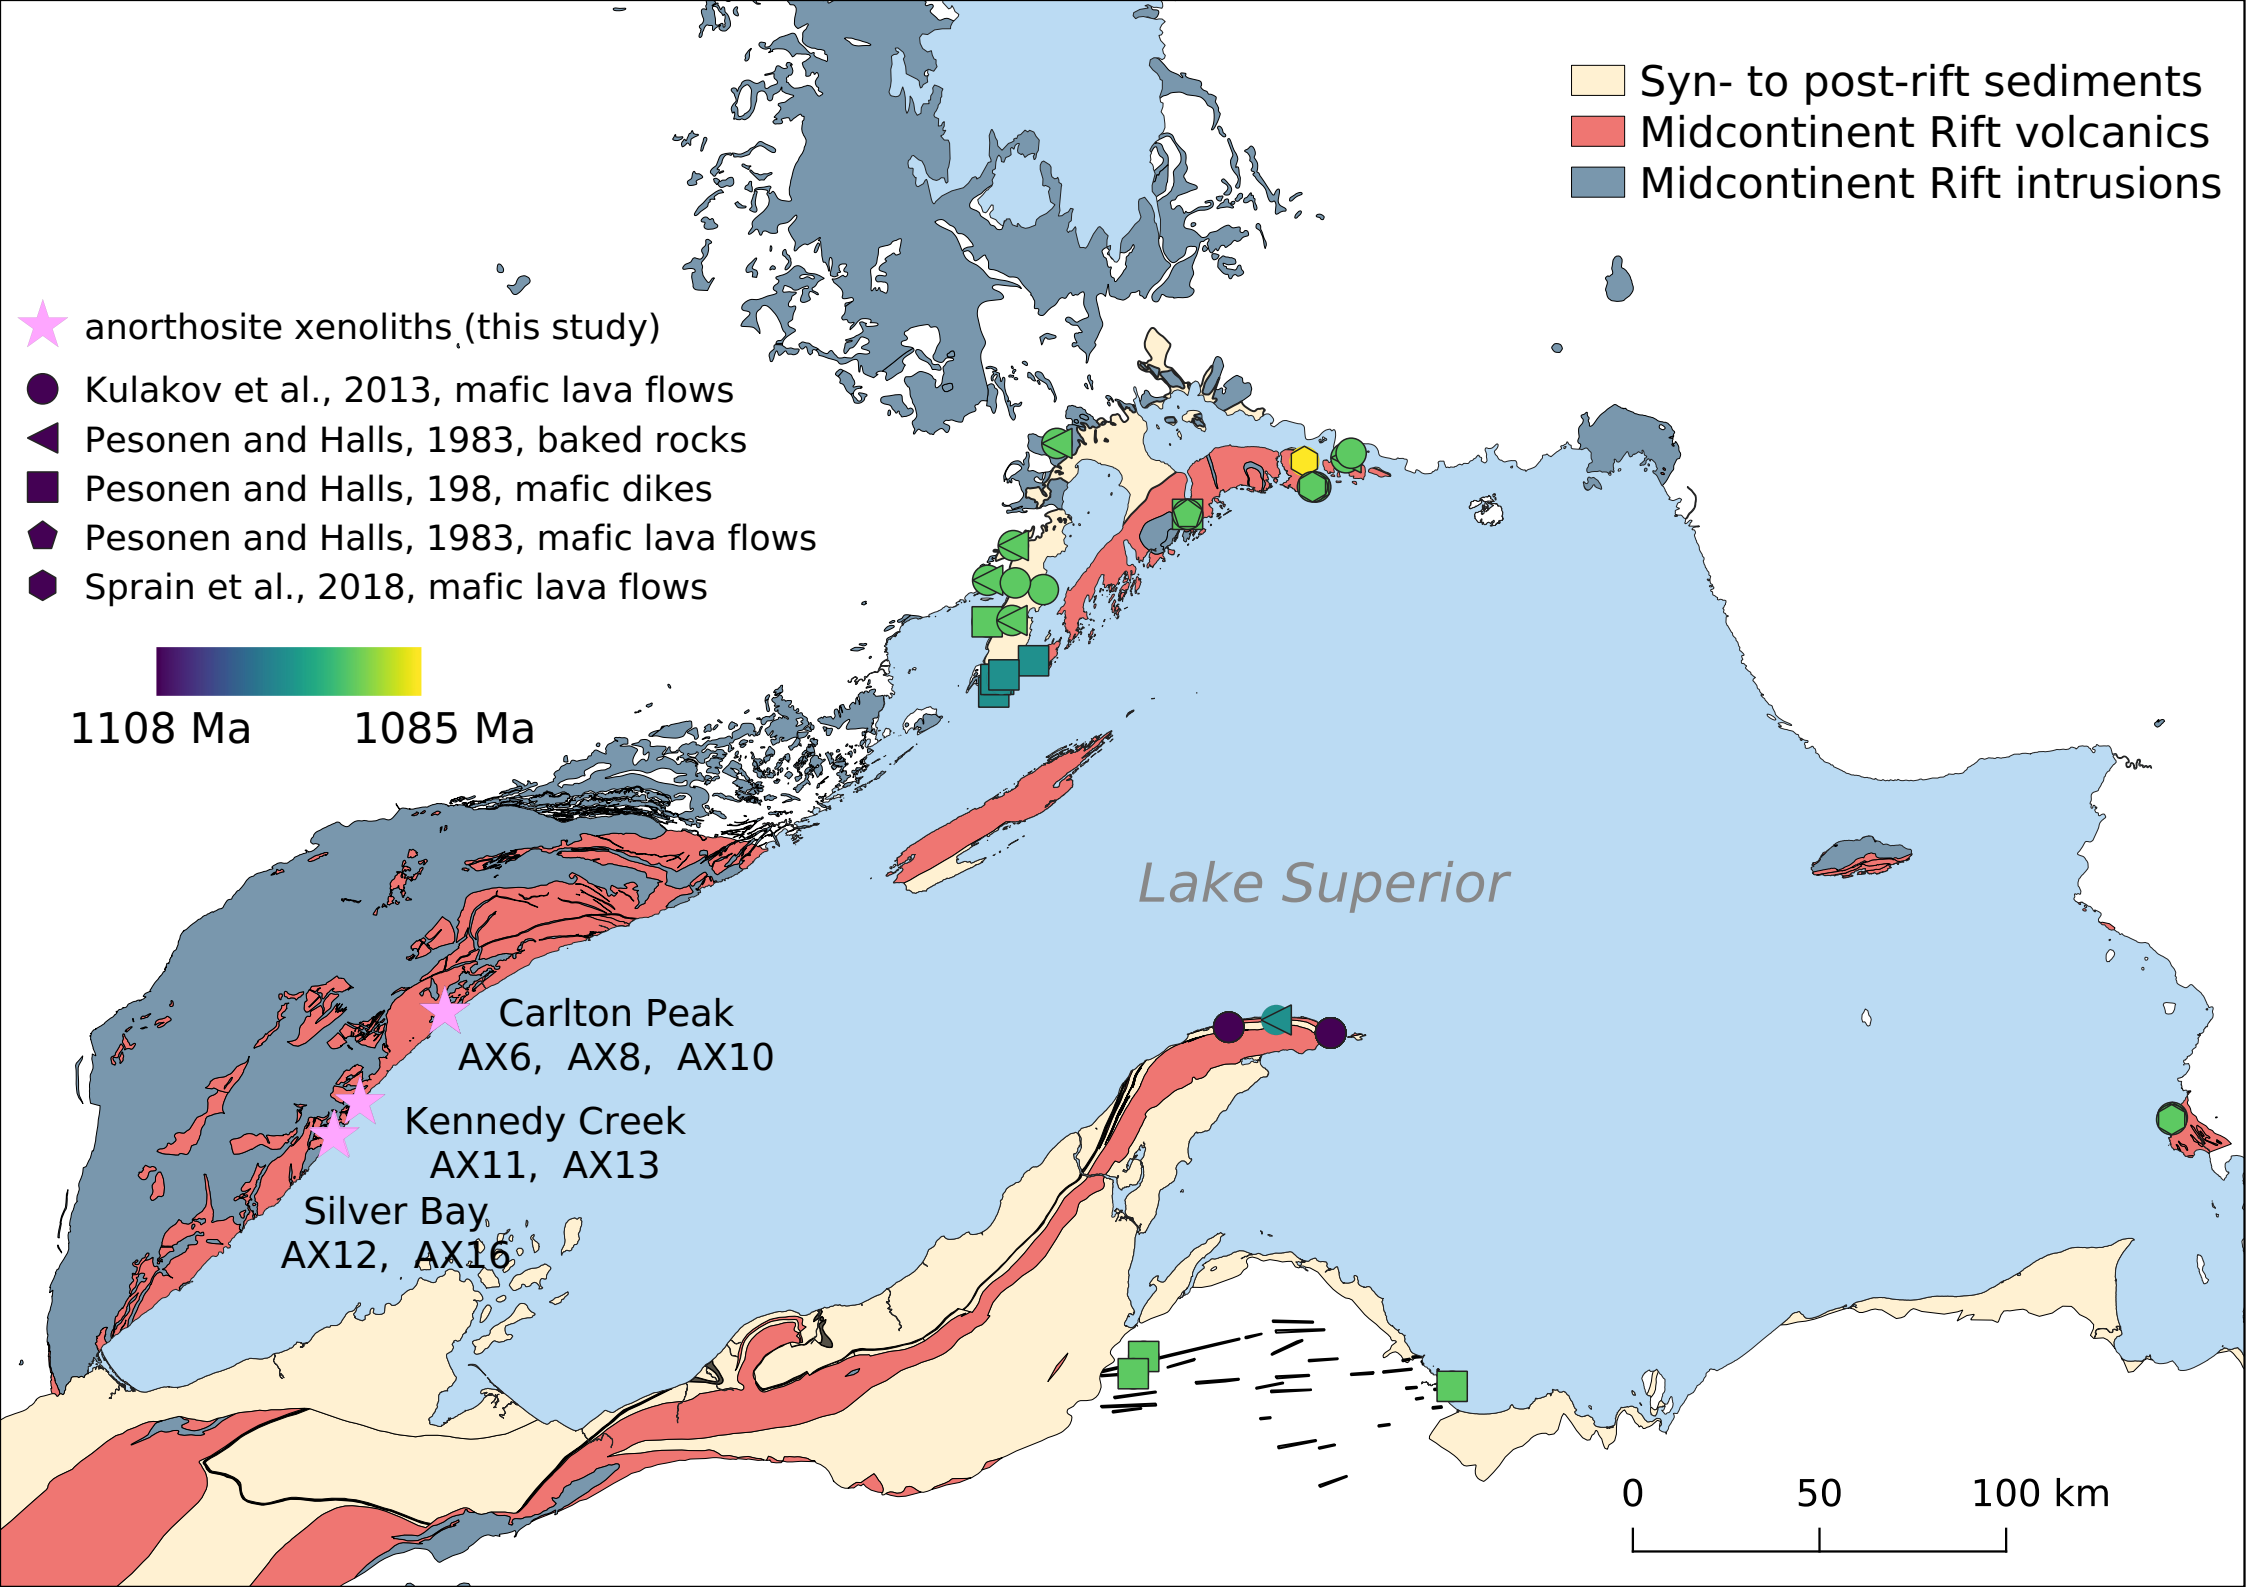 Syn- to post-rift sediments
Midcontinent Rift volcanics
Midcontinent Rift intrusions
anorthosite xenoliths (this study)
Kulakov et al., 2013, mafic lava flows
Pesonen and Halls, 1983, baked rocks
Pesonen and Halls, 198, mafic dikes
Pesonen and Halls, 1983, mafic lava flows
Sprain et al., 2018, mafic lava flows
1108 Ma 1085 Ma
Lake Superior
Carlton Peak
AX6, AX8, AX10
Kennedy Creek
AX11, AX13
Silver Bay
AX12, AX16
0 50 100 km